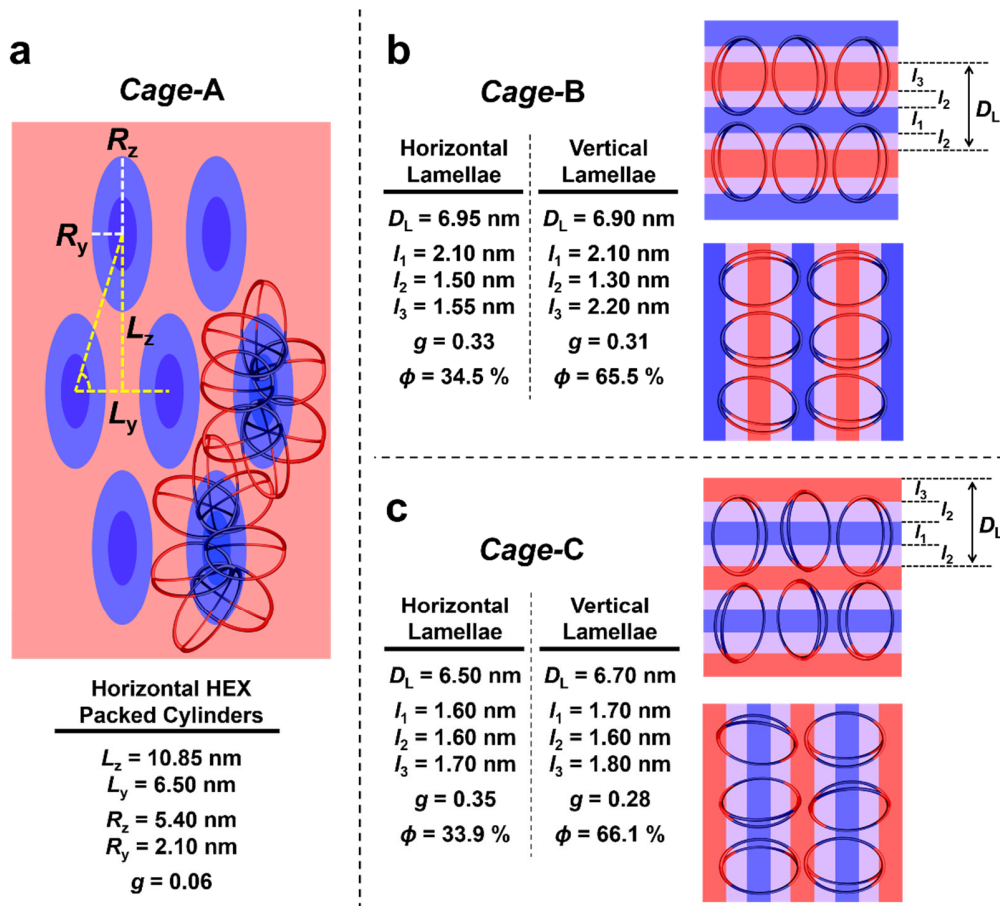 a
Cage-A
Rz
Ry
Lz
Ly
Horizontal HEX
Packed Cylinders
Lz = 10.85 nm
Ly = 6.50 nm
Rz = 5.40 nm
Ry = 2.10 nm
g = 0.06
b
Cage-B
Horizontal
Lamellae
DL = 6.95 nm
l1 = 2.10 nm
l2 = 1.50 nm
l3 = 1.55 nm
g = 0.33
ϕ = 34.5 %
Vertical
Lamellae
DL = 6.90 nm
l1 = 2.10 nm
l2 = 1.30 nm
l3 = 2.20 nm
g = 0.31
ϕ = 65.5 %
l3
l2
l1
l2
DL
c
Cage-C
Horizontal
Lamellae
DL = 6.50 nm
l1 = 1.60 nm
l2 = 1.60 nm
l3 = 1.70 nm
g = 0.35
ϕ = 33.9 %
Vertical
Lamellae
DL = 6.70 nm
l1 = 1.70 nm
l2 = 1.60 nm
l3 = 1.80 nm
g = 0.28
ϕ = 66.1 %
l3
l2
l1
l2
DL